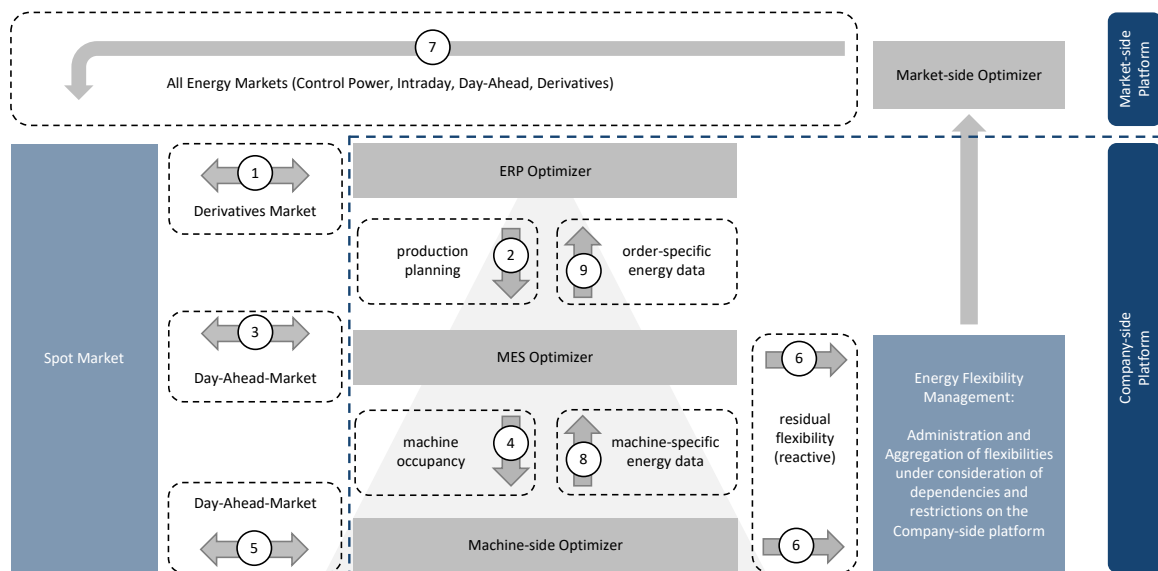 7
All Energy Markets (Control Power, Intraday, Day-Ahead, Derivatives)
Market-side Optimizer
Market-side
Platform
Spot Market
1
Derivatives Market
ERP Optimizer
production
planning
2
9
order-specific
energy data
3
Day-Ahead-Market
MES Optimizer
6
residual
flexibility
(reactive)
machine
occupancy
4
8
machine-specific
energy data
Day-Ahead-Market
5
Machine-side Optimizer
6
Energy Flexibility
Management:
Administration and
Aggregation of flexibilities
under consideration of
dependencies and
restrictions on the
Company-side platform
Company-side
Platform